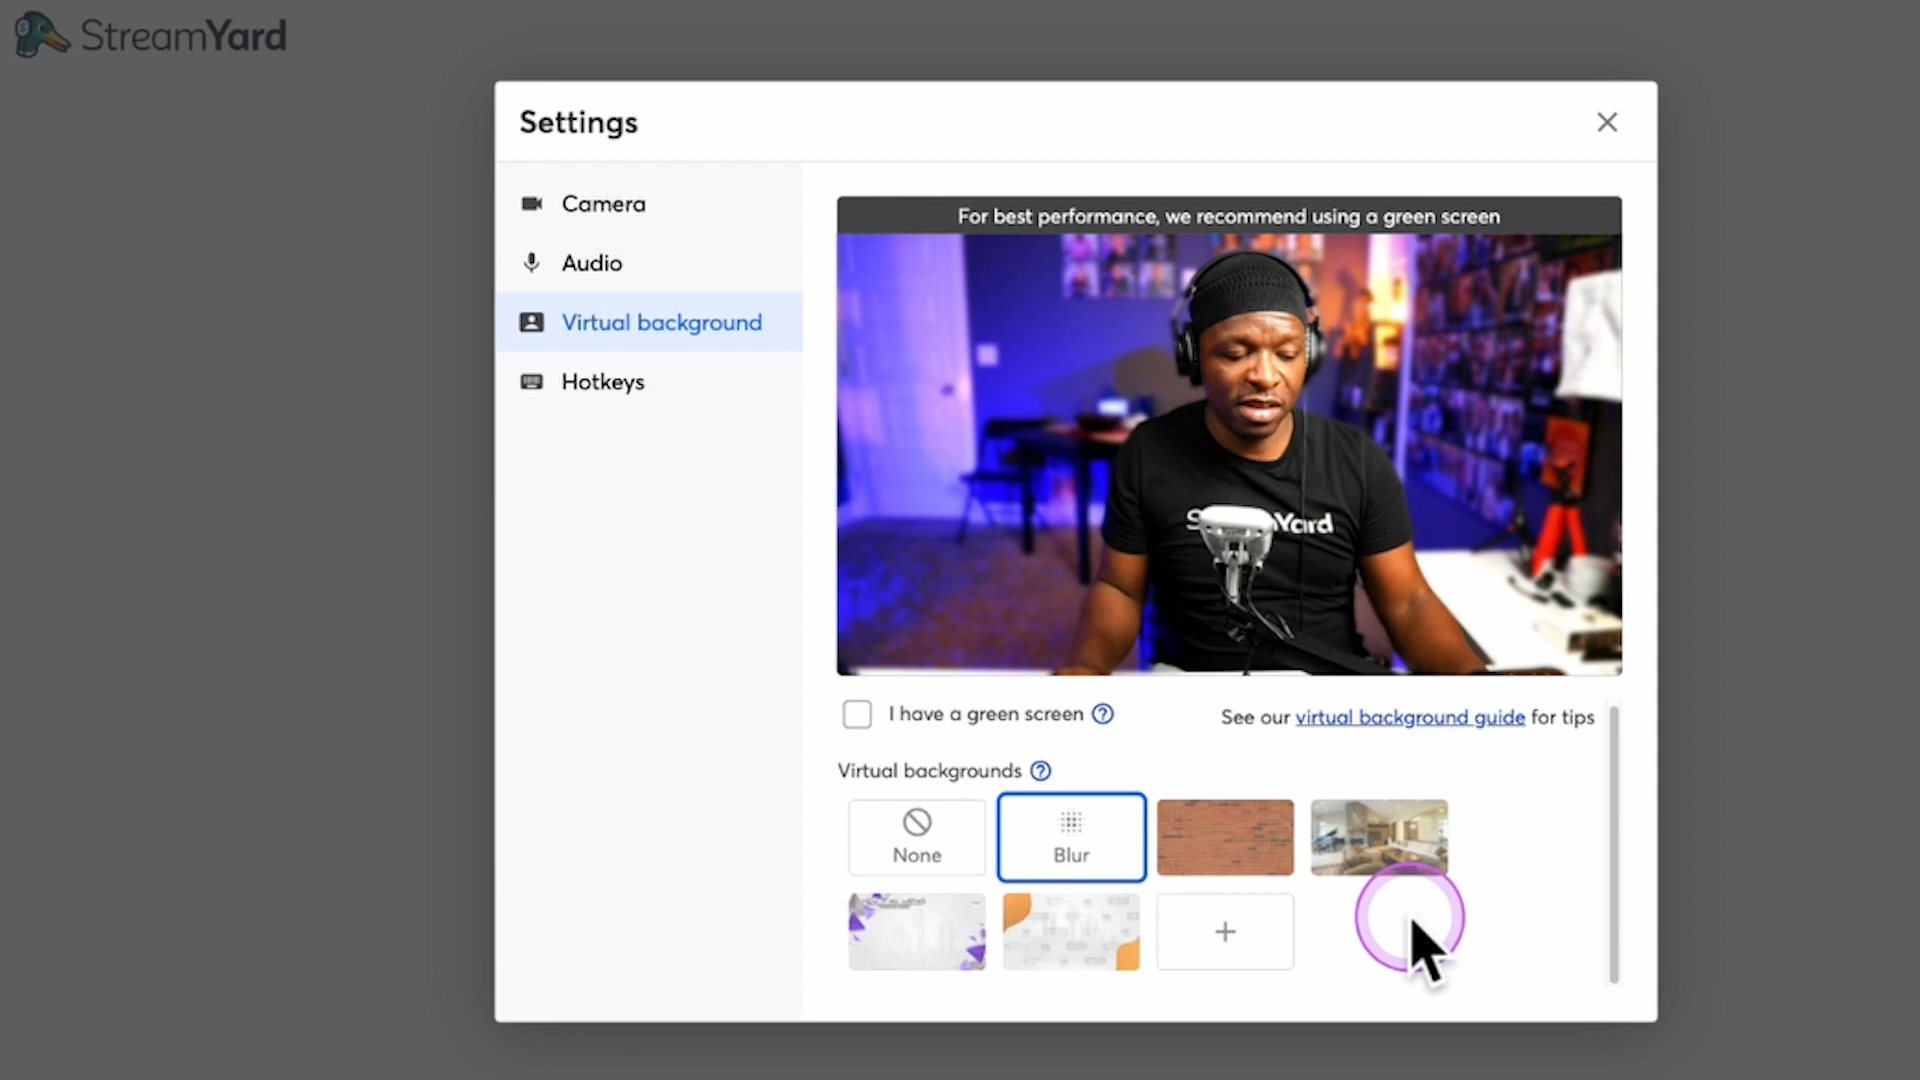 StreamYard
Settings
Camera
Audio
Virtual background
Hotkeys
For best performance, we recommend using a green screen
I have a green screen
See our virtual background guide for tips
Virtual backgrounds
None
Blur